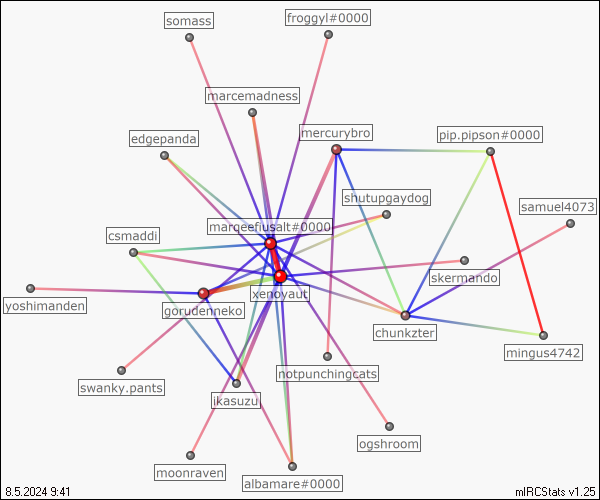 somass
froggyl#0000
marcemadness
mercurybro
pip.pipson#0000
edgepanda
shutupgaydog
samuel4073
marqeefiusalt#0000
csmaddi
skermando
xenoyaut
yoshimanden
gorudenneko
chunkzter
mingus4742
notpunchingcats
swanky.pants
ikasuzu
ogshroom
moonraven
albamare#0000
8.5.2024 9:41
mIRCStats v1.25